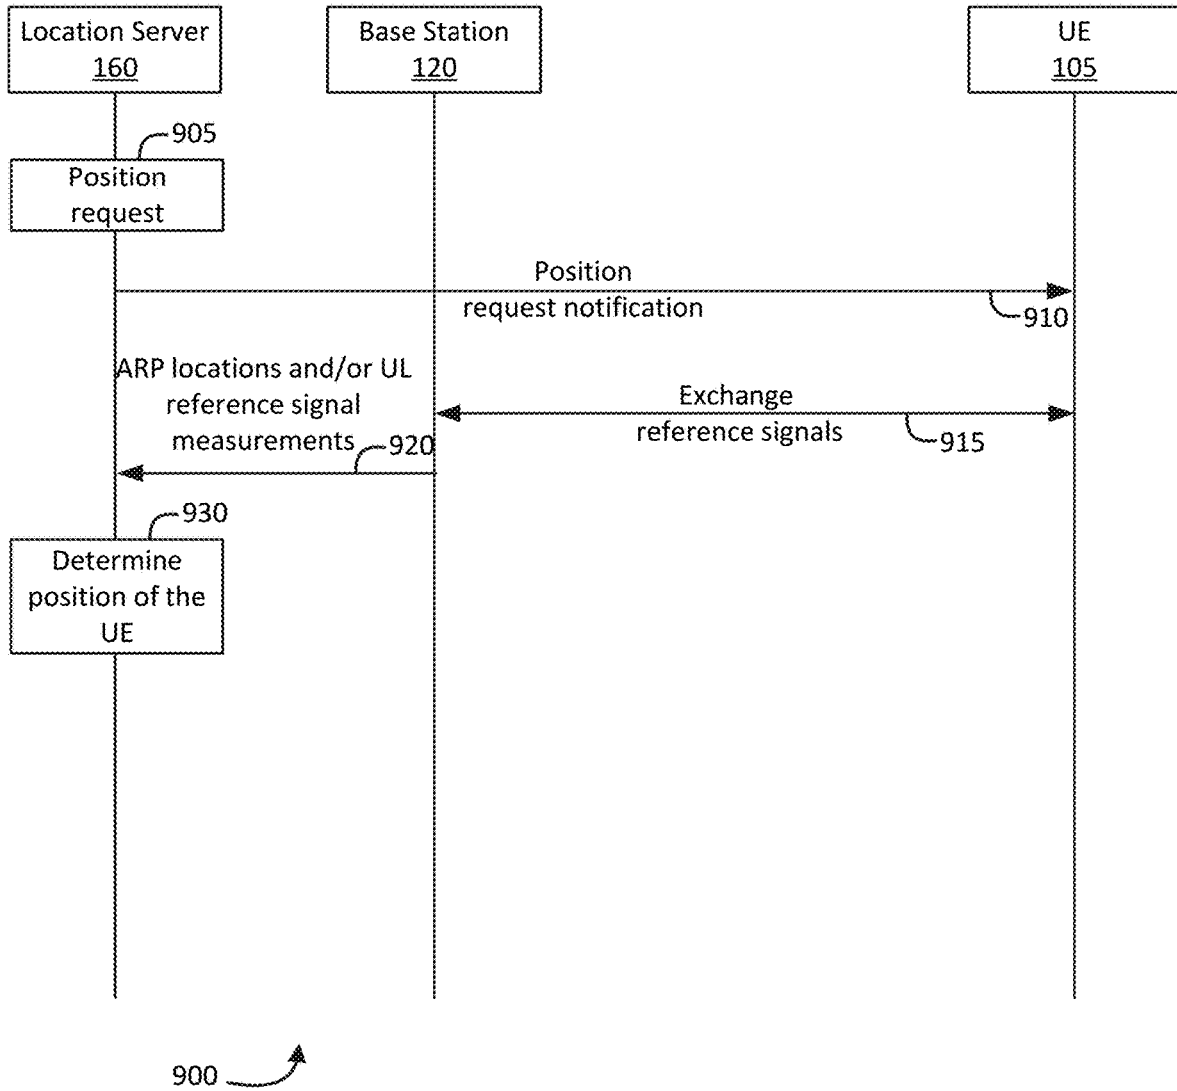 Location Server
160
Base Station
120
UE
105
905
Position
request
Position
request notification
910
ARP locations and/or UL
reference signal
measurements
920
Exchange
reference signals
915
930
Determine
position of the
UE
900